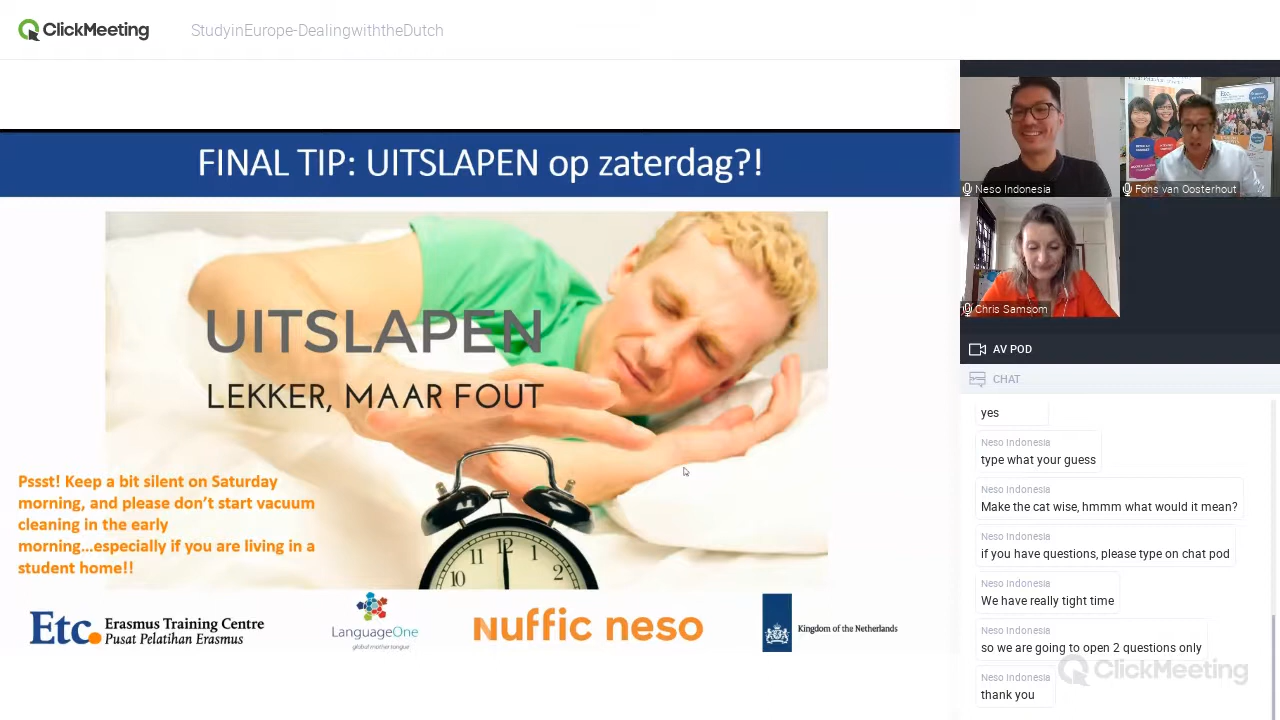 ClickMeeting
StudyinEurope-DealingwiththeDutch
FINAL TIP: UITSLAPEN op zaterdag?!
UITSLAPEN
LEKKER, MAAR FOUT
Pssst! Keep a bit silent on Saturday
morning, and please don't start vacuum
cleaning in the early
morning...especially if you are living in a
student home!!
10
11
12
1
2
Etc.
Erasmus Training Centre
Pusat Pelatihan Erasmus
LanguageOne
global mother tongue
Nuffic neso
Kingdom of the Netherlands
Neso Indonesia
Etc.
Fons van Oosterhout
Chris Samsom
AV POD
CHAT
yes
Neso Indonesia
type what your guess
Neso Indonesia
Make the cat wise, hmmm what would it mean?
Neso Indonesia
if you have questions, please type on chat pod
Neso Indonesia
We have really tight time
Neso Indonesia
so we are going to open 2 questions only
Neso Indonesia
thank you
ClickMeeting